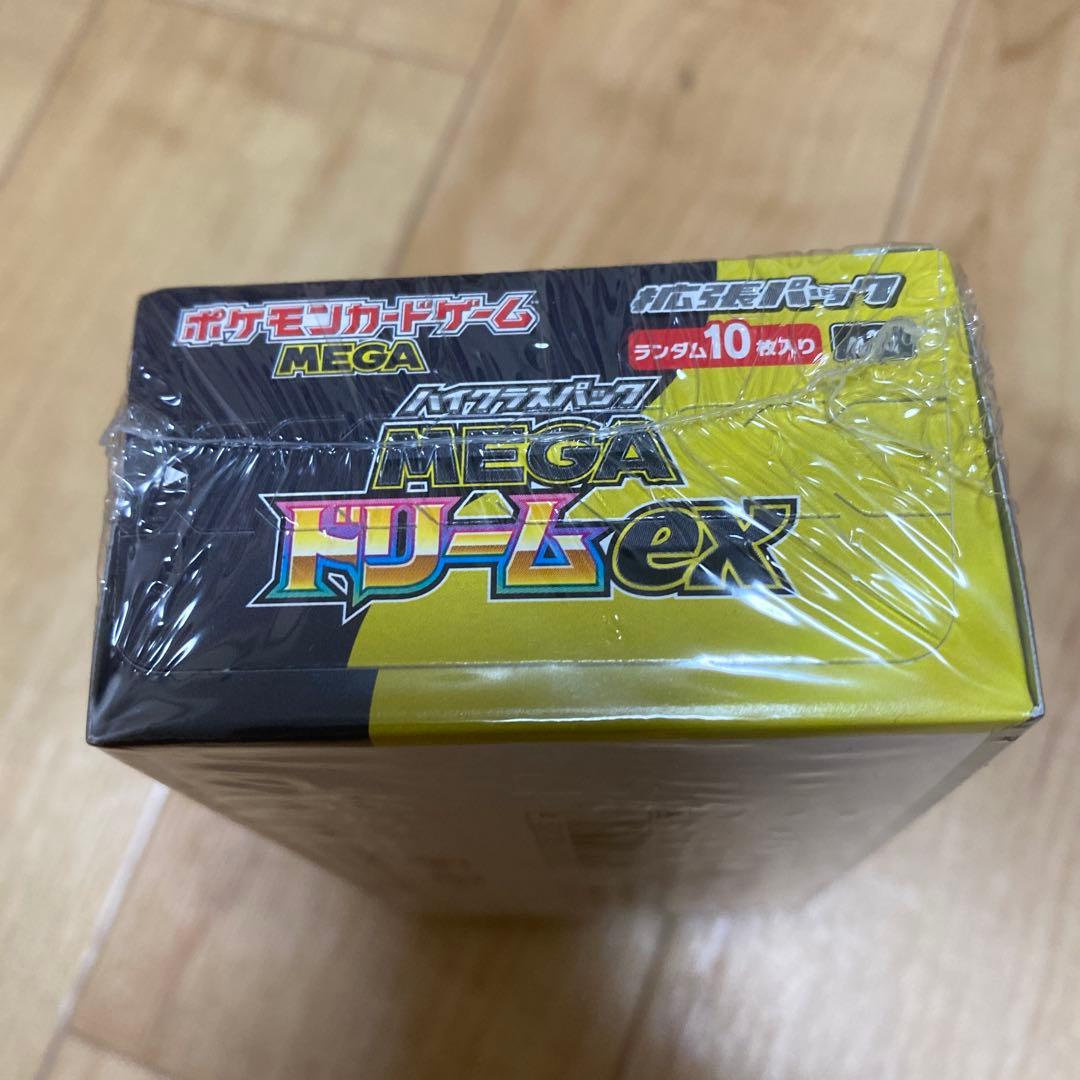 ポケモンカードゲーム
MEGA
拡張パック
ランダム10枚入り
ハイクラスパック
MEGA
ドリームex